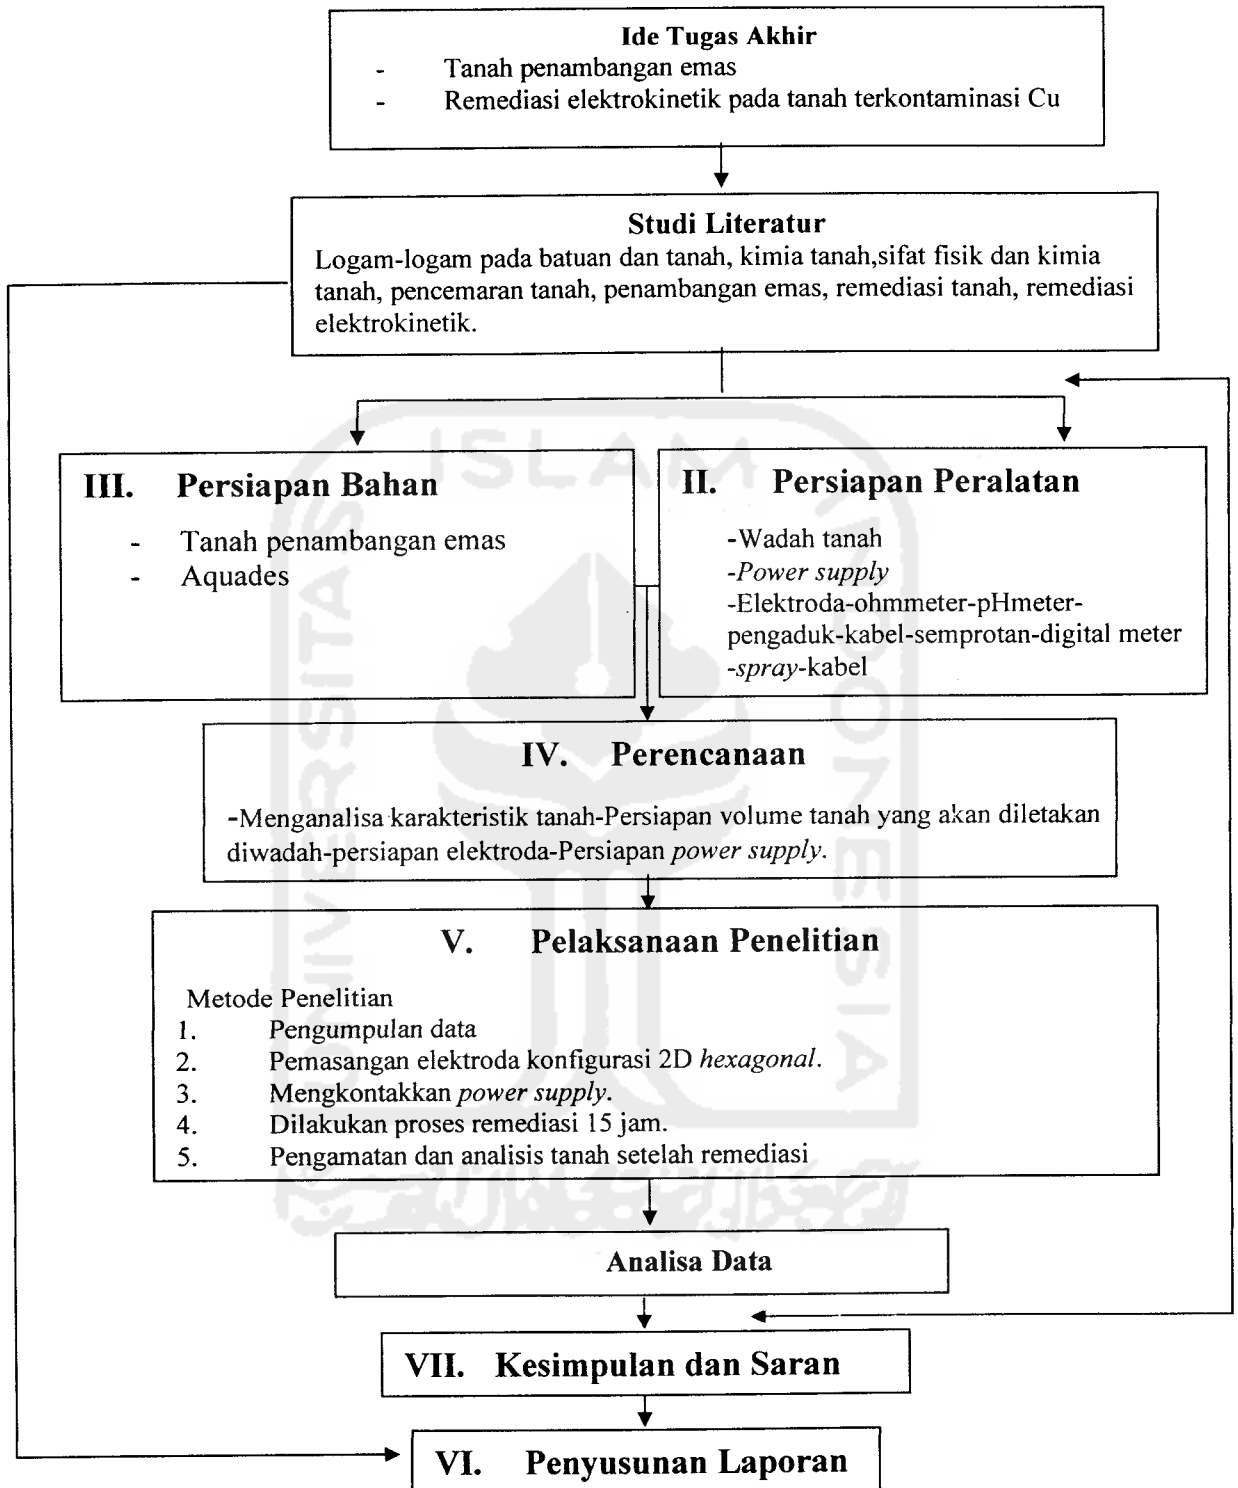 Ide Tugas Akhir
- Tanah penambangan emas
- Remediasi elektrokinetik pada tanah terkontaminasi Cu
Studi Literatur
Logam-logam pada batuan dan tanah, kimia tanah,sifat fisik dan kimia
tanah, pencemaran tanah, penambangan emas, remediasi tanah, remediasi
elektrokinetik.
III. Persiapan Bahan
- Tanah penambangan emas
- Aquades
II. Persiapan Peralatan
-Wadah tanah
-Power supply
-Elektroda-ohmmeter-pHmeter-
pengaduk-kabel-semprotan-digital meter
-spray-kabel
IV. Perencanaan
-Menganalisa karakteristik tanah-Persiapan volume tanah yang akan diletakan
diwadah-persiapan elektroda-Persiapan power supply.
V. Pelaksanaan Penelitian
Metode Penelitian
1. Pengumpulan data
2. Pemasangan elektroda konfigurasi 2D hexagonal.
3. Mengkontakkan power supply.
4. Dilakukan proses remediasi 15 jam.
5. Pengamatan dan analisis tanah setelah remediasi
Analisa Data
VII. Kesimpulan dan Saran
VI. Penyusunan Laporan
UNIVERSITAS
ISLAM
INDONESIA